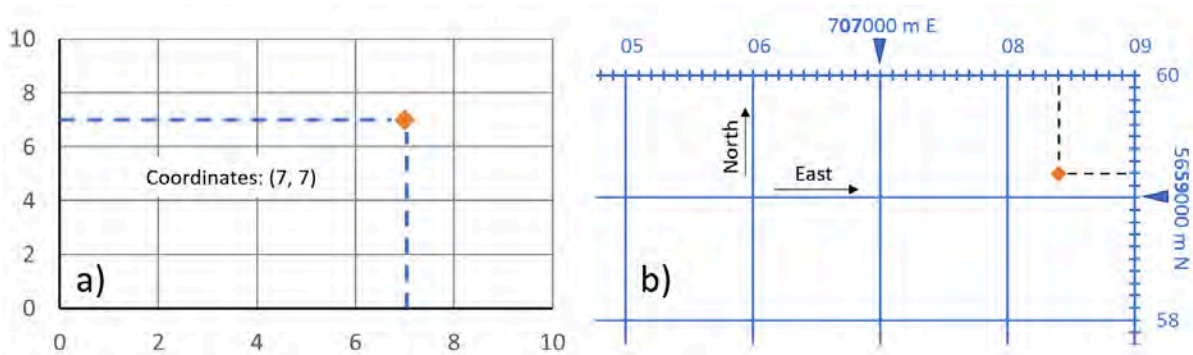 10
8
6
4
2
0
Coordinates: (7, 7)
a)
0 2 4 6 8 10
707000 m E
05 06 08 09
60
North
East
5659000 m N
b)
58